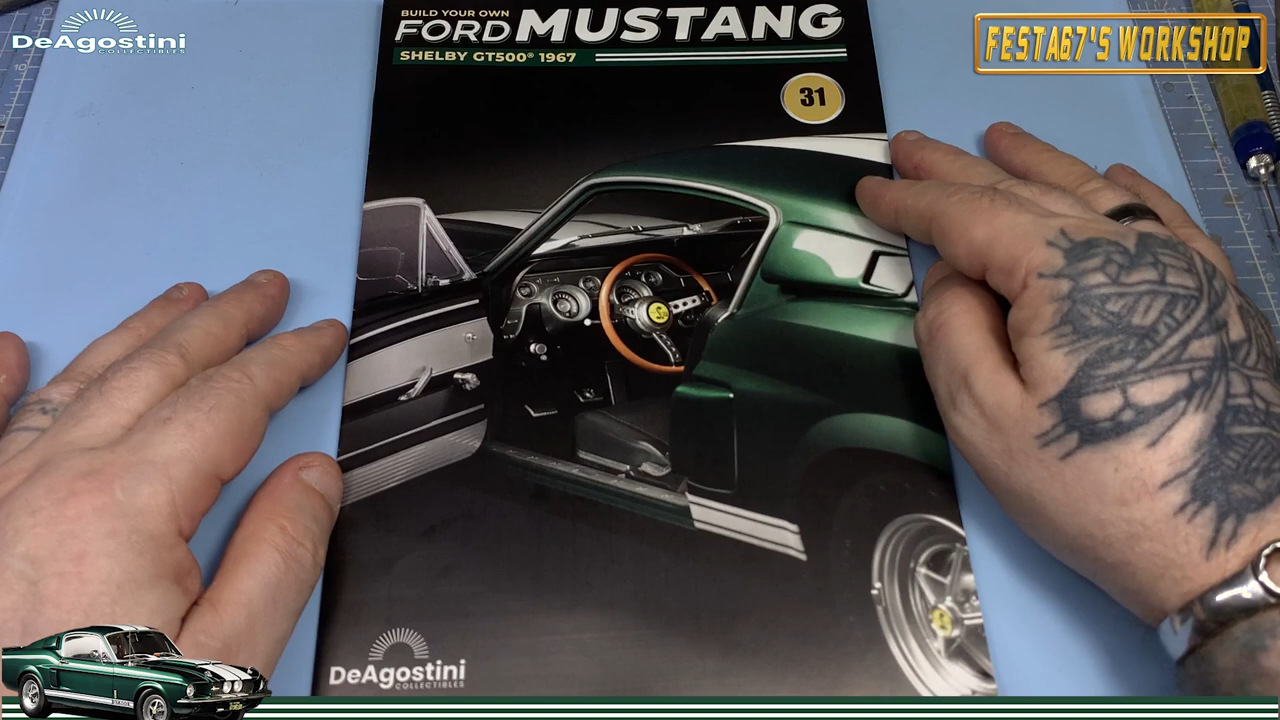 DeAgostini
COLLECTIBLES
BUILD YOUR OWN
FORD MUSTANG
SHELBY GT500® 1967
31
FESTA67'S WORKSHOP
DeAgostini
COLLECTIBLES